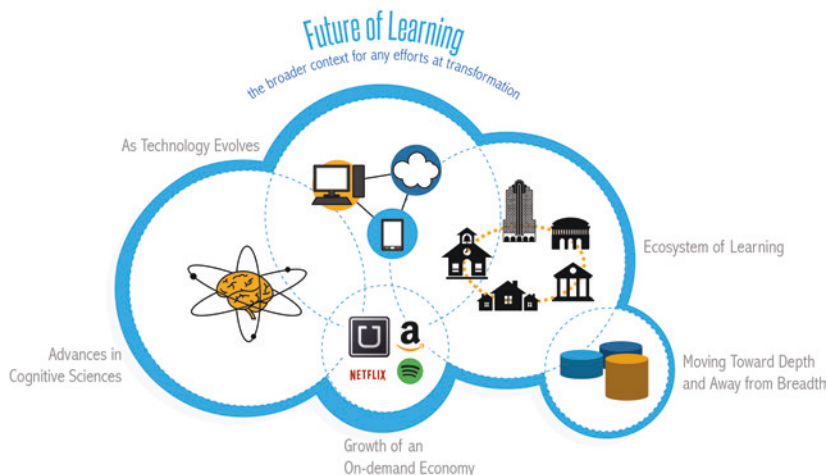 Future of Learning
the broader context for any efforts at transformation
As Technology Evolves
Ecosystem of Learning
U
a
NETFLIX
Advances in
Cognitive Sciences
Moving Toward Depth
and Away from Breadth
Growth of an
On-demand Economy